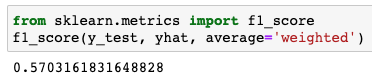 from sklearn.metrics import f1_score
f1_score(y_test, yhat, average='weighted')
0.5703161831648828